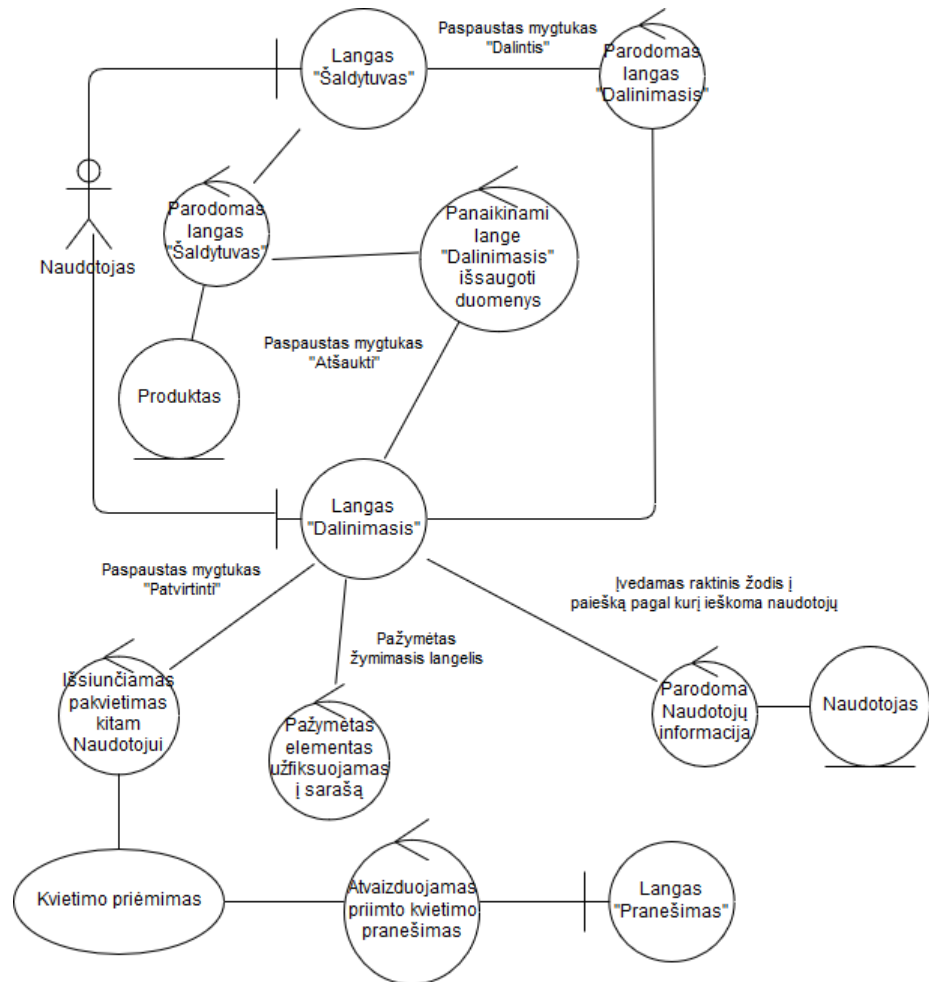 Paspaustas mygtukas
"Dalintis"
Langas
"Šaldytuvas"
Parodomas
langas
"Dalinimasis"
Naudotojas
Parodomas
langas
"Šaldytuvas"
Panaikinami
lange
"Dalinimasis"
išsaugoti
duomenys
Paspaustas mygtukas
"Atšaukti"
Produktas
Langas
"Dalinimasis"
Paspaustas mygtukas
"Patvirtinti"
Pažymėtas
žymimasis langelis
Įvedamas raktinis žodis į
paiešką pagal kurį ieškoma naudotojų
Išsiunčiamas
pakvietimas
kitam
Naudotojui
Pažymėtas
elementas
užfiksuojamas
į sarašą
Parodoma
Naudotojų
informacija
Naudotojas
Kvietimo priėmimas
Atvaizduojamas
priimto kvietimo
pranešimas
Langas
"Pranešimas"